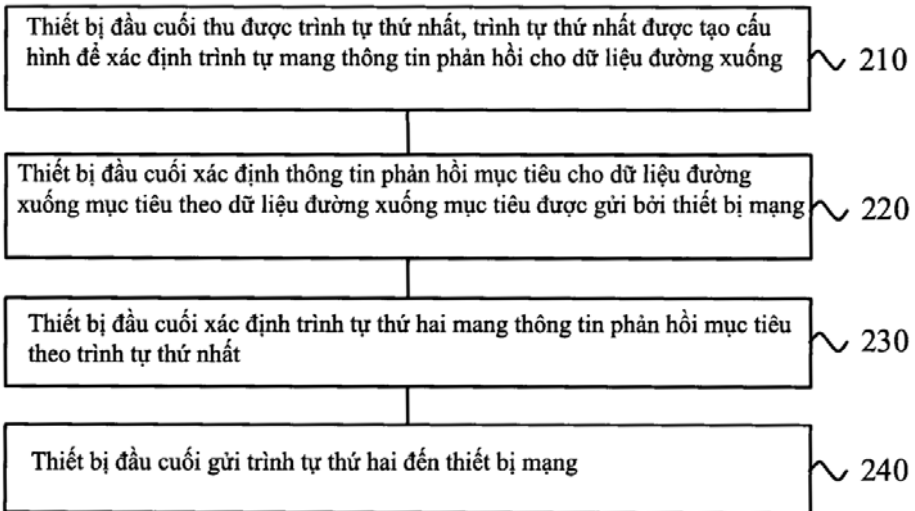 Thiết bị đầu cuối thu được trình tự thứ nhất, trình tự thứ nhất được tạo cấu
hình để xác định trình tự mang thông tin phản hồi cho dữ liệu đường xuống
210
Thiết bị đầu cuối xác định thông tin phản hồi mục tiêu cho dữ liệu đường
xuống mục tiêu theo dữ liệu đường xuống mục tiêu được gửi bởi thiết bị mạng
220
Thiết bị đầu cuối xác định trình tự thứ hai mang thông tin phản hồi mục tiêu
theo trình tự thứ nhất
230
Thiết bị đầu cuối gửi trình tự thứ hai đến thiết bị mạng
240